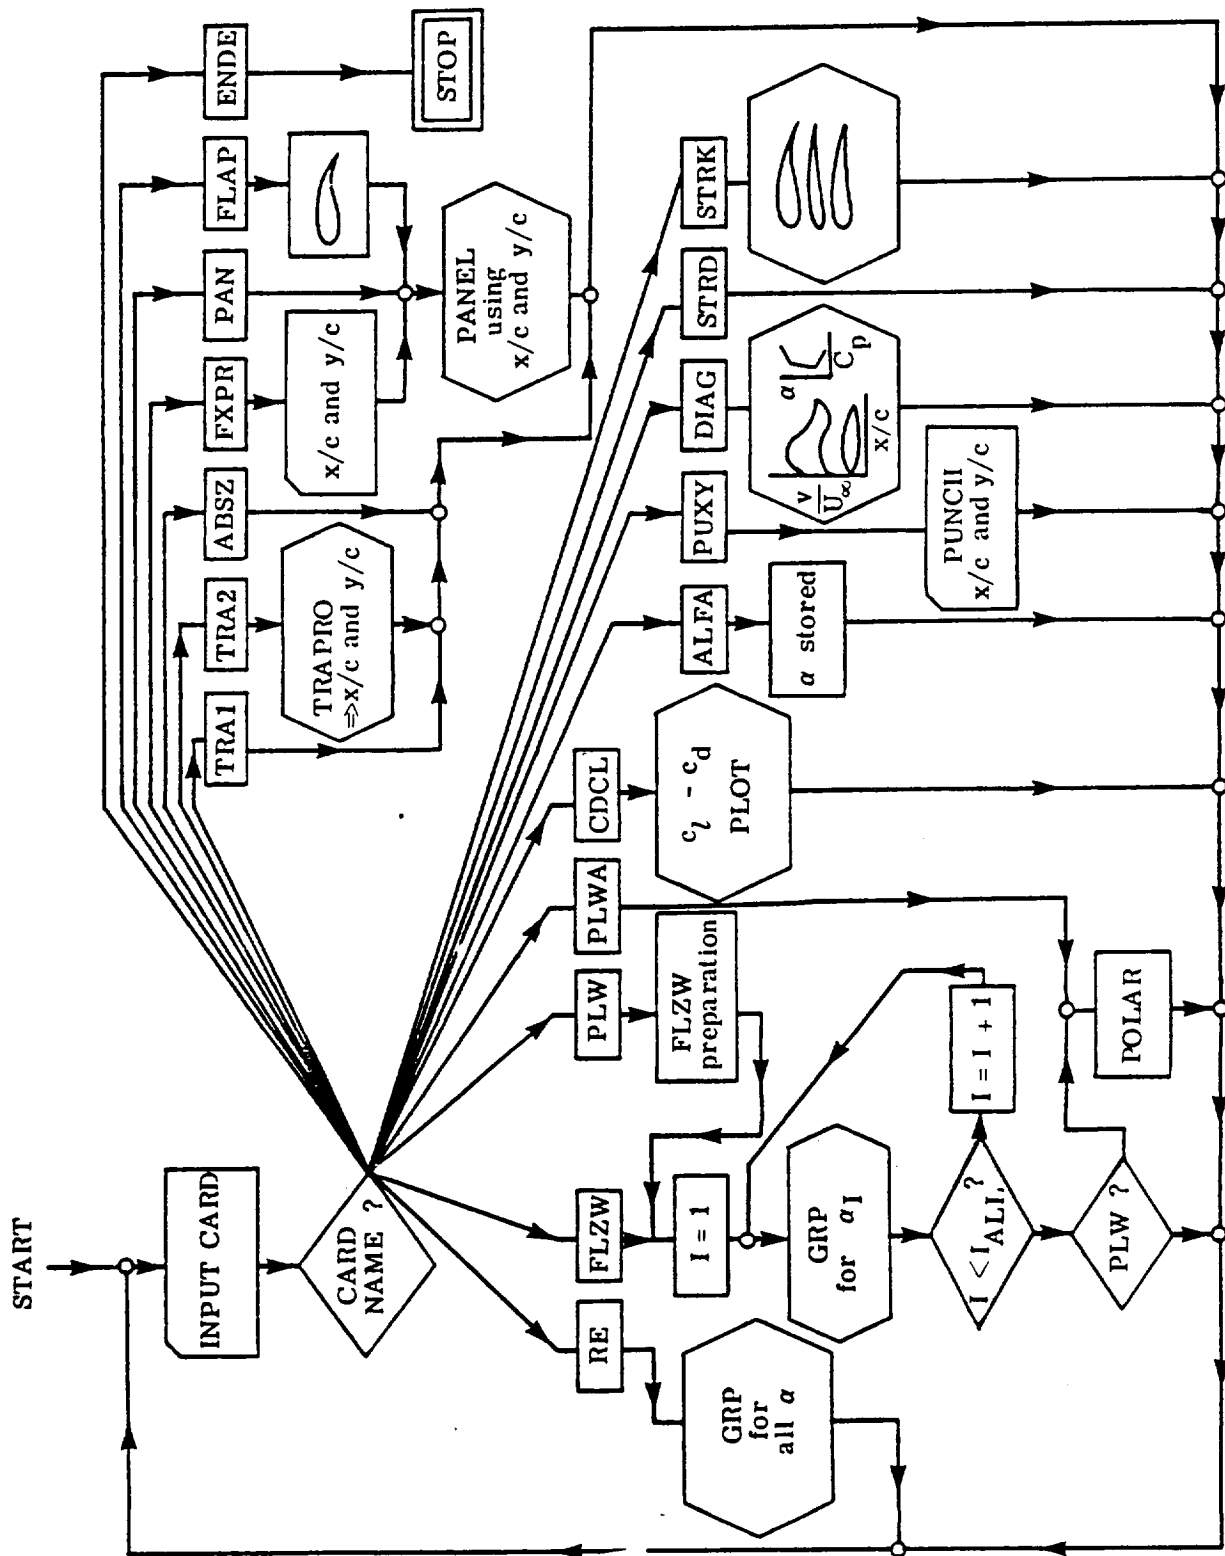 START
INPUT CARD
CARD
NAME ?
TRA1
TRA2
ABSZ
FXPR
PAN
FLAP
ENDE
TRAPRO
⇒x/c and y/c
x/c and y/c
STOP
PANEL
using
x/c and y/c
RE
FLZW
PLW
PLWA
CDCL
ALFA
PUXY
DIAG
STRD
STRK
GRP
for
all α
I = 1
FLZW
preparation
c_l - c_d
PLOT
α stored
v
U∞
x/c
α
C_p
PUNCH
x/c and y/c
GRP
for α_I
I < I_ALL ?
I = I + 1
PLW ?
POLAR